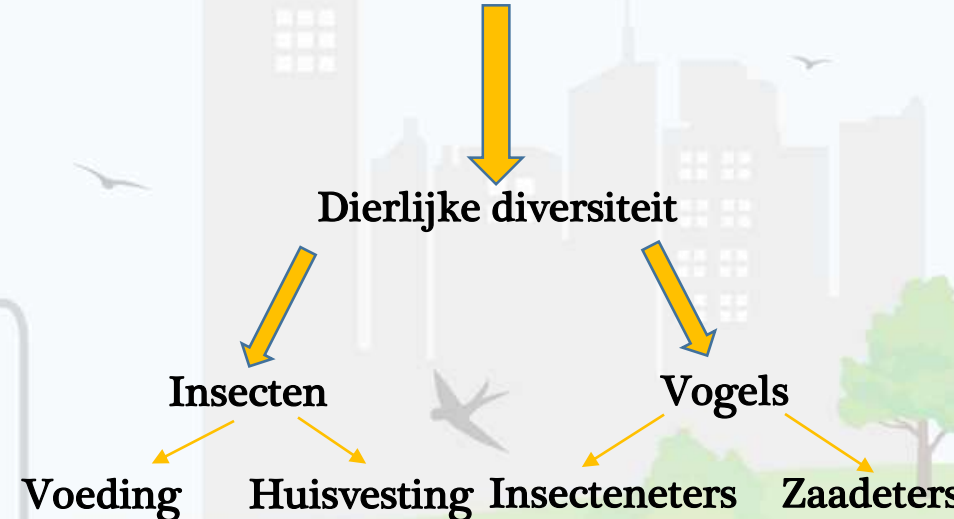 Dierlijke diversiteit
Insecten Vogels
Voeding Huisvesting Insecteneters Zaadeters